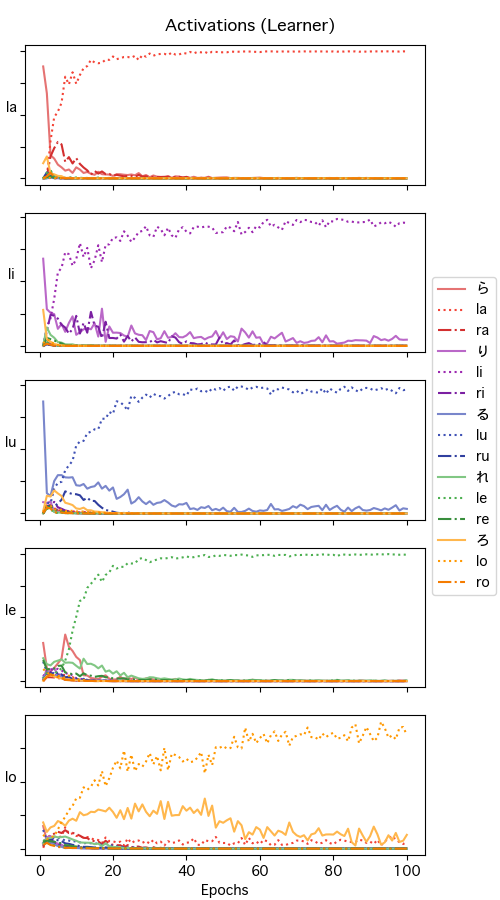 Activations (Learner)
la
li
lu
le
lo
ら
la
ra
り
li
ri
る
lu
ru
れ
le
re
ろ
lo
ro
0 20 40 60 80 100
Epochs